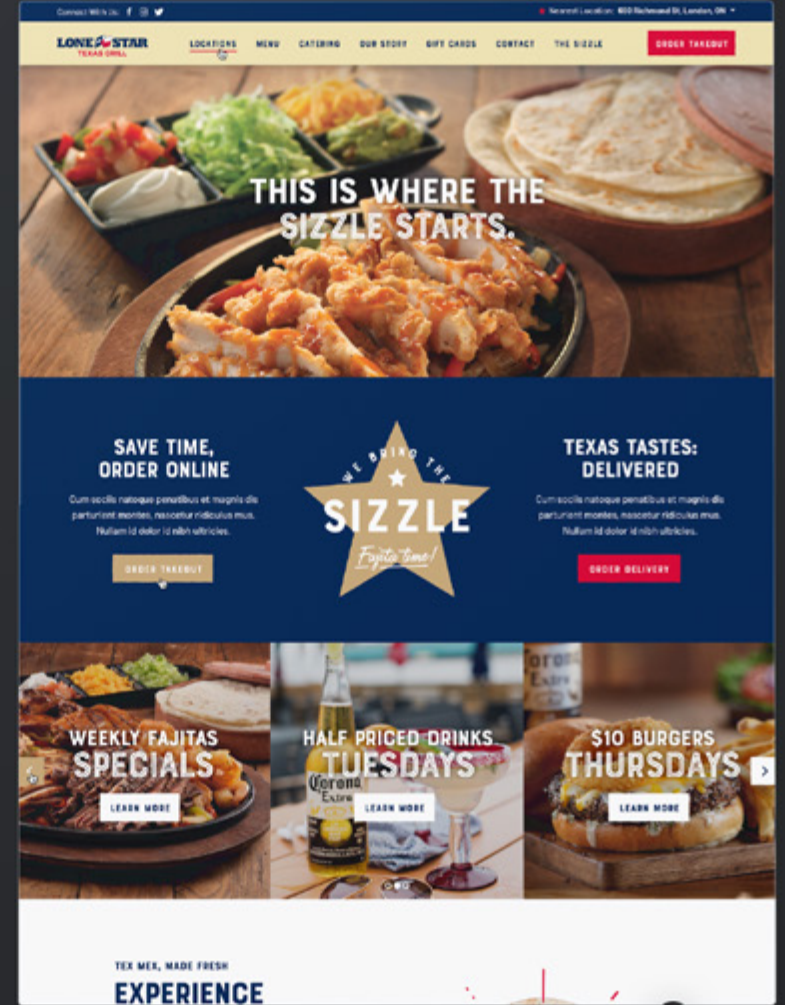 Connect With Us:
Nearest Location: 650 Richmond St, London, ON
LONE STAR
TEXAS GRILL
LOCATIONS
MENU
CATERING
OUR STORY
GIFT CARDS
CONTACT
THE SIZZLE
ORDER TAKEOUT
THIS IS WHERE THE
SIZZLE STARTS.
SAVE TIME,
ORDER ONLINE
Cum sociis natoque penatibus et magnis dis
parturient montes, nascetur ridiculus mus.
Nullam id dolor id nibh ultricies.
ORDER TAKEOUT
WE BRING THE
SIZZLE
Fajita time!
TEXAS TASTES:
DELIVERED
Cum sociis natoque penatibus et magnis dis
parturient montes, nascetur ridiculus mus.
Nullam id dolor id nibh ultricies.
ORDER DELIVERY
WEEKLY FAJITAS
SPECIALS
LEARN MORE
HALF PRICED DRINKS
TUESDAYS
Corona
Extra
LEARN MORE
Extra
$10 BURGERS
THURSDAYS
LEARN MORE
TEX MEX, MADE FRESH
EXPERIENCE